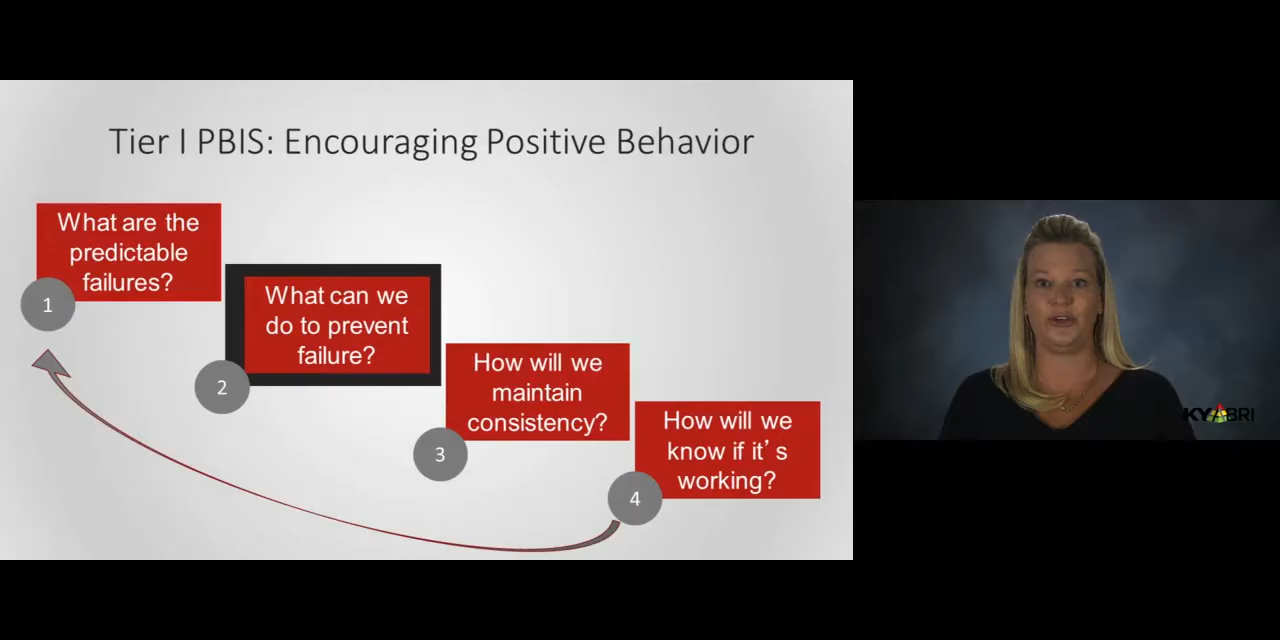 Tier I PBIS: Encouraging Positive Behavior
What are the
predictable
failures?
1
What can we
do to prevent
failure?
2
How will we
maintain
consistency?
3
How will we
know if it's
working?
4
KYABRI